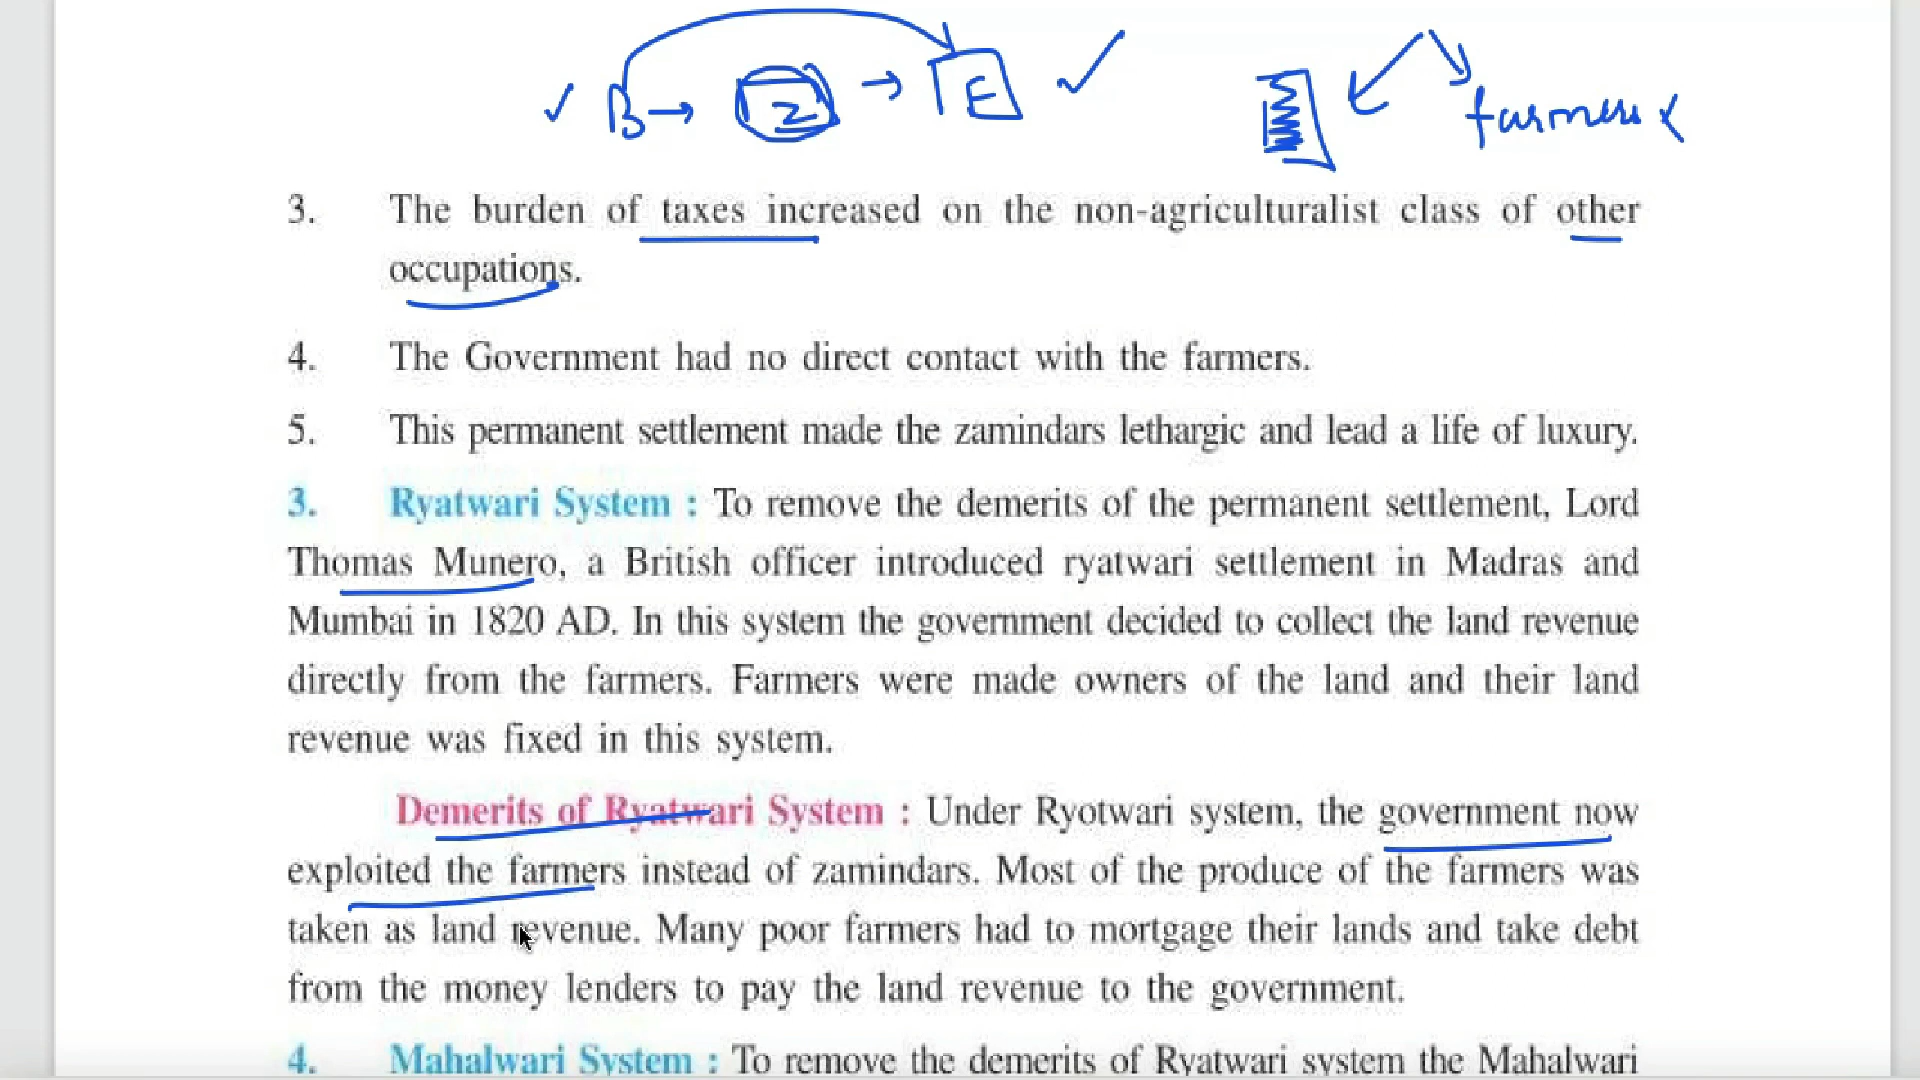 B → Z → E
farmers
3. The burden of taxes increased on the non-agriculturalist class of other
occupations.
4. The Government had no direct contact with the farmers.
5. This permanent settlement made the zamindars lethargic and lead a life of luxury.
3. Ryatwari System : To remove the demerits of the permanent settlement, Lord
Thomas Munero, a British officer introduced ryatwari settlement in Madras and
Mumbai in 1820 AD. In this system the government decided to collect the land revenue
directly from the farmers. Farmers were made owners of the land and their land
revenue was fixed in this system.
Demerits of Ryatwari System : Under Ryotwari system, the government now
exploited the farmers instead of zamindars. Most of the produce of the farmers was
taken as land revenue. Many poor farmers had to mortgage their lands and take debt
from the money lenders to pay the land revenue to the government.
4. Mahalwari System : To remove the demerits of Ryatwari system the Mahalwari